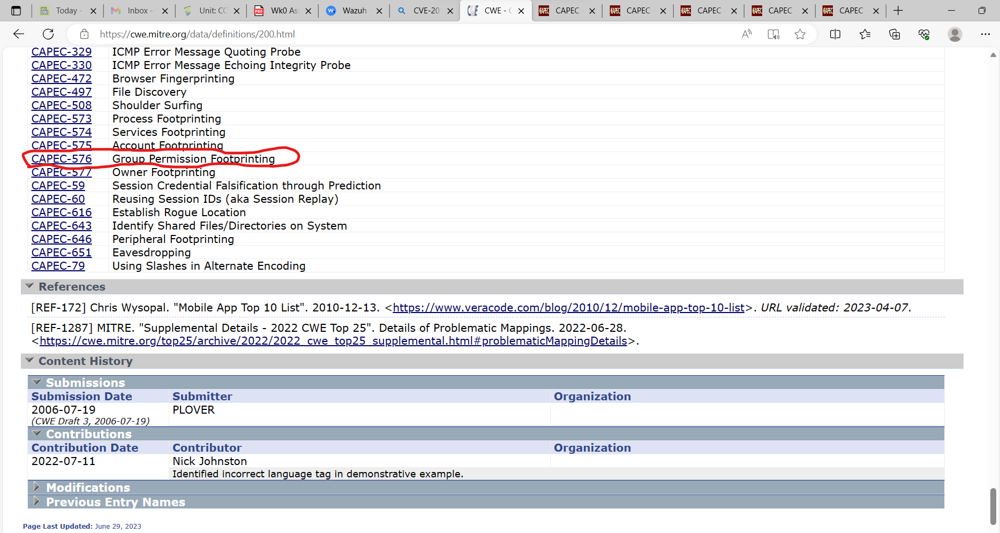 Today -
Inbox -
Unit: CC
Wk0 As
Wazuh
CVE-20
CWE - C
CAPEC
CAPEC
CAPEC
CAPEC
CAPEC
https://cwe.mitre.org/data/definitions/200.html
CAPEC-329 ICMP Error Message Quoting Probe
CAPEC-330 ICMP Error Message Echoing Integrity Probe
CAPEC-472 Browser Fingerprinting
CAPEC-497 File Discovery
CAPEC-508 Shoulder Surfing
CAPEC-573 Process Footprinting
CAPEC-574 Services Footprinting
CAPEC-575 Account Footprinting
CAPEC-576 Group Permission Footprinting
CAPEC-577 Owner Footprinting
CAPEC-59 Session Credential Falsification through Prediction
CAPEC-60 Reusing Session IDs (aka Session Replay)
CAPEC-616 Establish Rogue Location
CAPEC-643 Identify Shared Files/Directories on System
CAPEC-646 Peripheral Footprinting
CAPEC-651 Eavesdropping
CAPEC-79 Using Slashes in Alternate Encoding
References
[REF-172] Chris Wysopal. "Mobile App Top 10 List". 2010-12-13. <https://www.veracode.com/blog/2010/12/mobile-app-top-10-list>. URL validated: 2023-04-07.
[REF-1287] MITRE. "Supplemental Details - 2022 CWE Top 25". Details of Problematic Mappings. 2022-06-28.
<https://cwe.mitre.org/top25/archive/2022/2022_cwe_top25_supplemental.html#problematicMappingDetails>.
Content History
Submissions
Submission Date Submitter Organization
2006-07-19 PLOVER
(CWE Draft 3, 2006-07-19)
Contributions
Contribution Date Contributor Organization
2022-07-11 Nick Johnston
Identified incorrect language tag in demonstrative example.
Modifications
Previous Entry Names
Page Last Updated: June 29, 2023